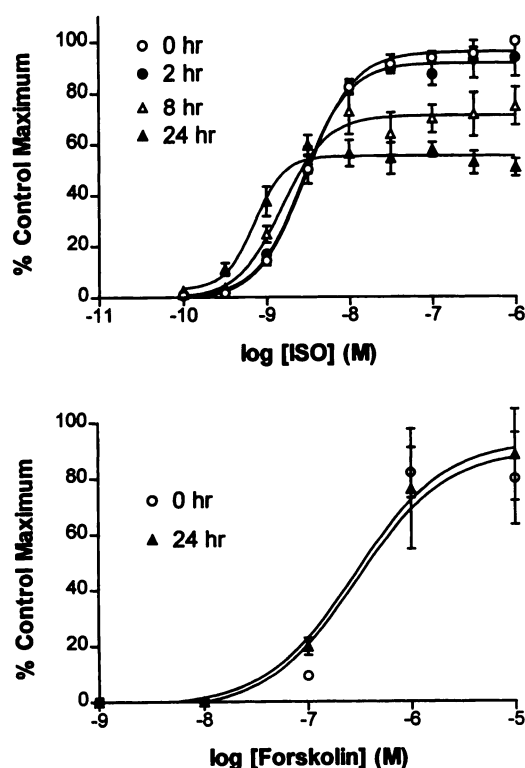 100
80
60
40
20
0
% Control Maximum
0 hr
2 hr
8 hr
24 hr
-11 -10 -9 -8 -7 -6
log [ISO] (M)
100
80
60
40
20
0
% Control Maximum
0 hr
24 hr
-9 -8 -7 -6 -5
log [Forskolin] (M)